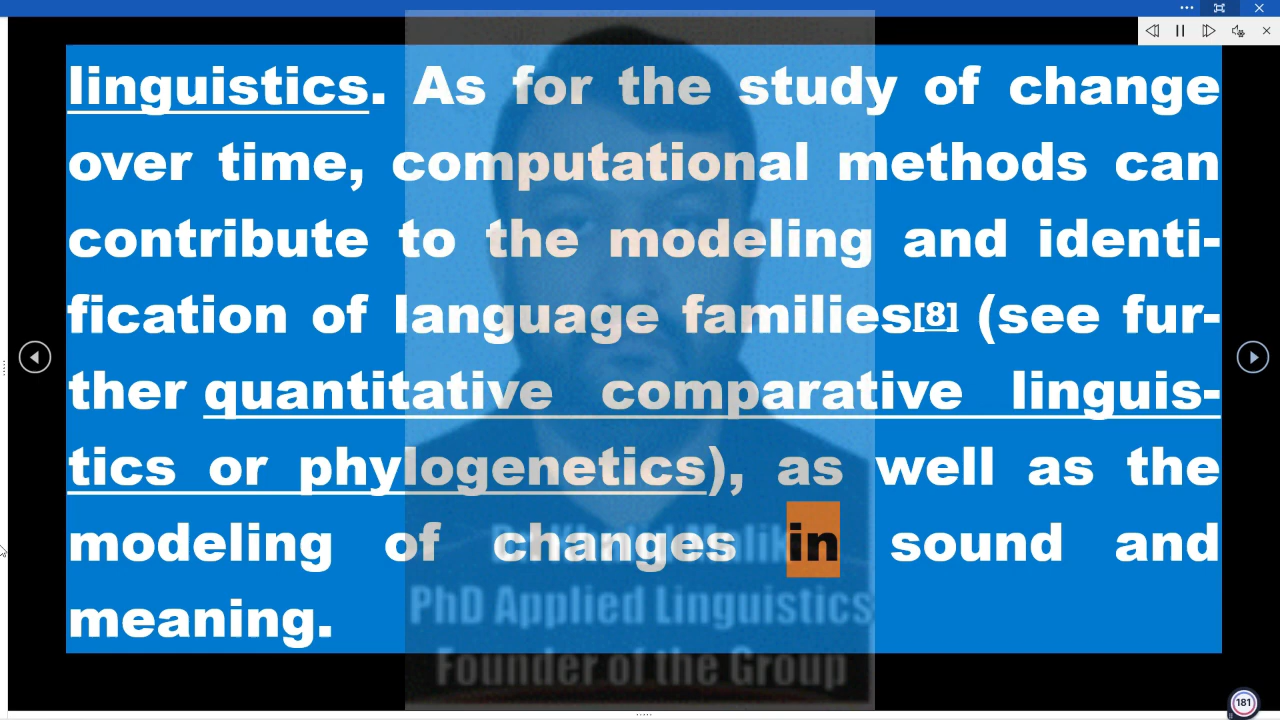 linguistics. As for the study of change
over time, computational methods can
contribute to the modeling and identi-
fication of language families[8] (see fur-
ther quantitative comparative linguis-
tics or phylogenetics), as well as the
modeling of changes in sound and
meaning.
Malik
PhD Applied Linguistics
Founder of the Group
181